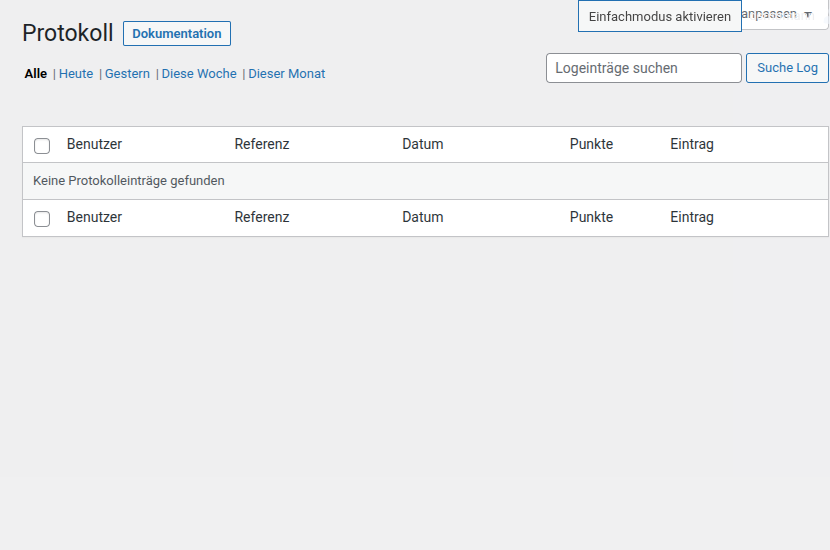 Einfachmodus aktivieren anpassen
Protokoll Dokumentation
Alle | Heute | Gestern | Diese Woche | Dieser Monat
Logeinträge suchen Suche Log
Benutzer Referenz Datum Punkte Eintrag
Keine Protokolleinträge gefunden
Benutzer Referenz Datum Punkte Eintrag